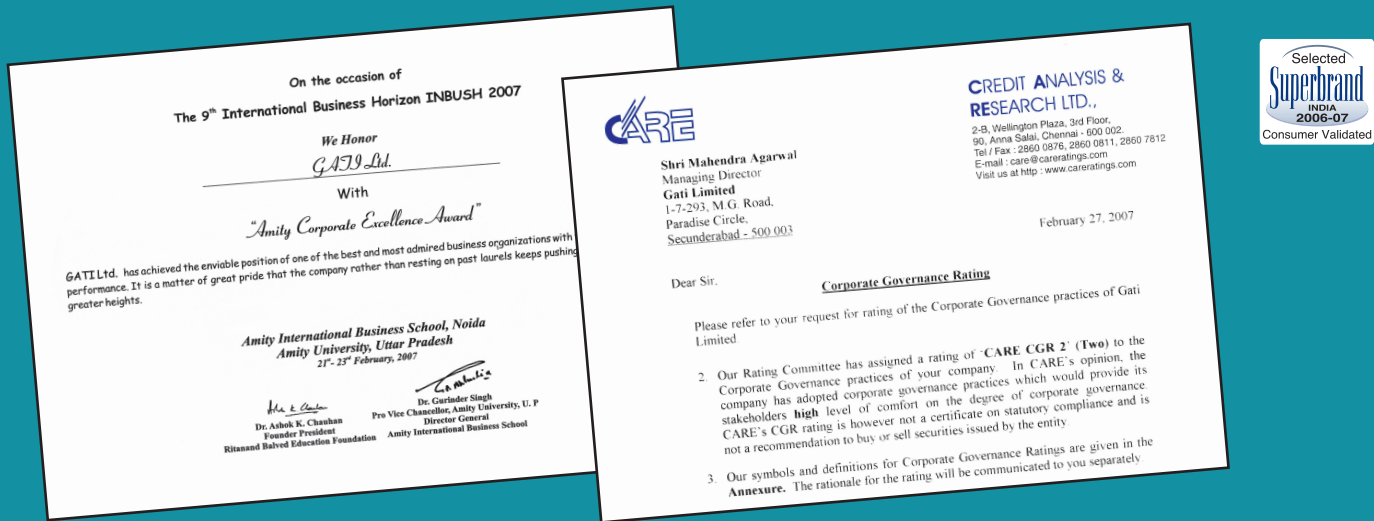 On the occasion of
The 9th International Business Horizon INBUSH 2007
We Honor
GATI Ltd.
With
"Amity Corporate Excellence Award"
GATI Ltd. has achieved the enviable position of one of the best and most admired business organizations with
performance. It is a matter of great pride that the company rather than resting on past laurels keeps pushing
greater heights.
Amity International Business School, Noida
Amity University, Uttar Pradesh
21st- 23rd February, 2007
Dr. Ashok K. Chauhan
Founder President
Ritanand Balved Education Foundation
Dr. Gurinder Singh
Pro Vice Chancellor, Amity University, U. P
Director General
Amity International Business School
CARE
CREDIT ANALYSIS &
RESEARCH LTD.,
2-B, Wellington Plaza, 3rd Floor,
90, Anna Salai, Chennai - 600 002.
Tel / Fax : 2860 0876, 2860 0811, 2860 7812
E-mail : care@careratings.com
Visit us at http : www.careratings.com
Shri Mahendra Agarwal
Managing Director
Gati Limited
1-7-293, M.G. Road,
Paradise Circle,
Secunderabad - 500 003
February 27, 2007
Dear Sir,
Corporate Governance Rating
Please refer to your request for rating of the Corporate Governance practices of Gati
Limited.
2. Our Rating Committee has assigned a rating of 'CARE CGR 2' (Two) to the
Corporate Governance practices of your company. In CARE's opinion, the
company has adopted corporate governance practices which would provide its
stakeholders high level of comfort on the degree of corporate governance.
CARE's CGR rating is however not a certificate on statutory compliance and is
not a recommendation to buy or sell securities issued by the entity.
3. Our symbols and definitions for Corporate Governance Ratings are given in the
Annexure. The rationale for the rating will be communicated to you separately.
Selected
Superbrand
INDIA
2006-07
Consumer Validated